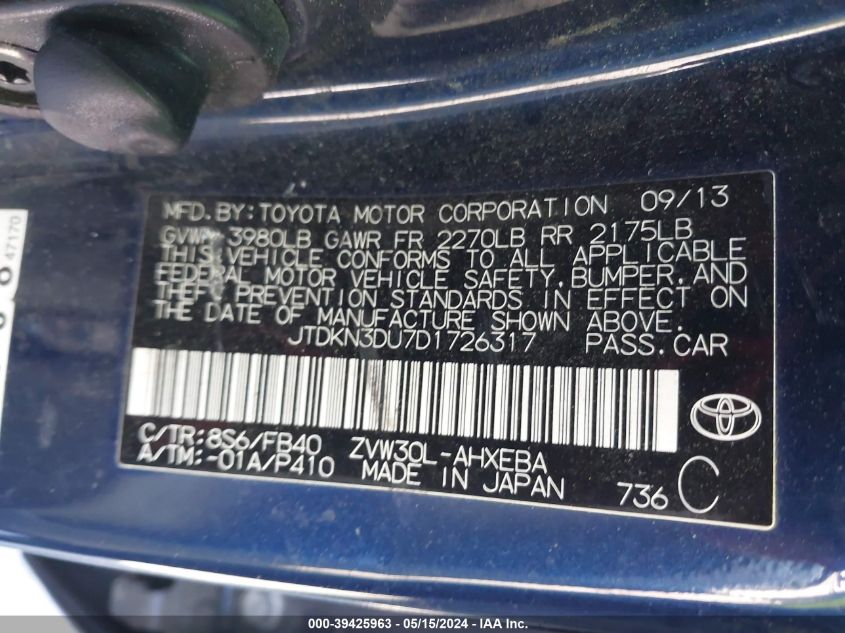 47170
MFD. BY: TOYOTA MOTOR CORPORATION 09/13
GVWR 3980LB GAWR FR 2270LB RR 2175LB
THIS VEHICLE CONFORMS TO ALL APPLICABLE
FEDERAL MOTOR VEHICLE SAFETY, BUMPER, AND
THEFT PREVENTION STANDARDS IN EFFECT ON
THE DATE OF MANUFACTURE SHOWN ABOVE.
JTDKN3DU7D1726317 PASS. CAR
C/TR: 8S6/FB40 ZVW30L-AHXEBA
A/TM: -01A/P410 MADE IN JAPAN 736 C
000-39425963 - 05/15/2024 - IAAI.com